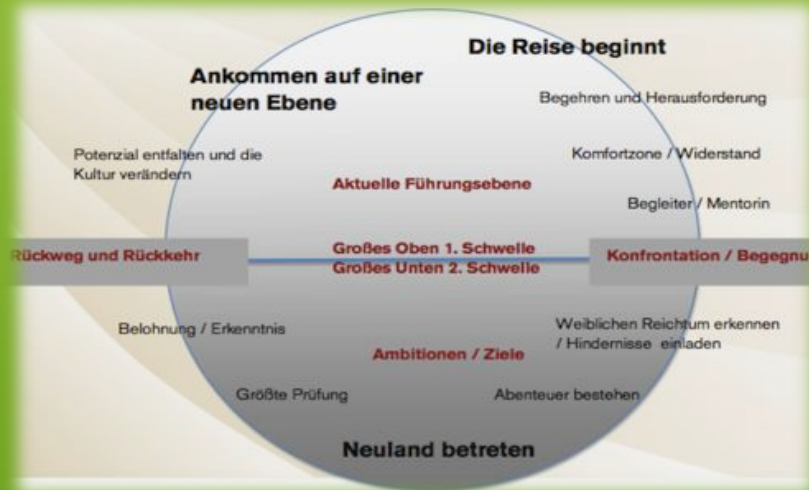 Die Reise beginnt
Ankommen auf einer
neuen Ebene
Begehren und Herausforderung
Potenzial entfalten und die
Kultur verändern
Komfortzone / Widerstand
Aktuelle Führungsebene
Begleiter / Mentorin
Rückweg und Rückkehr
Großes Oben 1. Schwelle
Großes Unten 2. Schwelle
Konfrontation / Begegnu
Belohnung / Erkenntnis
Weiblichen Reichtum erkennen
/ Hindernisse einladen
Ambitionen / Ziele
Größte Prüfung
Abenteuer bestehen
Neuland betreten